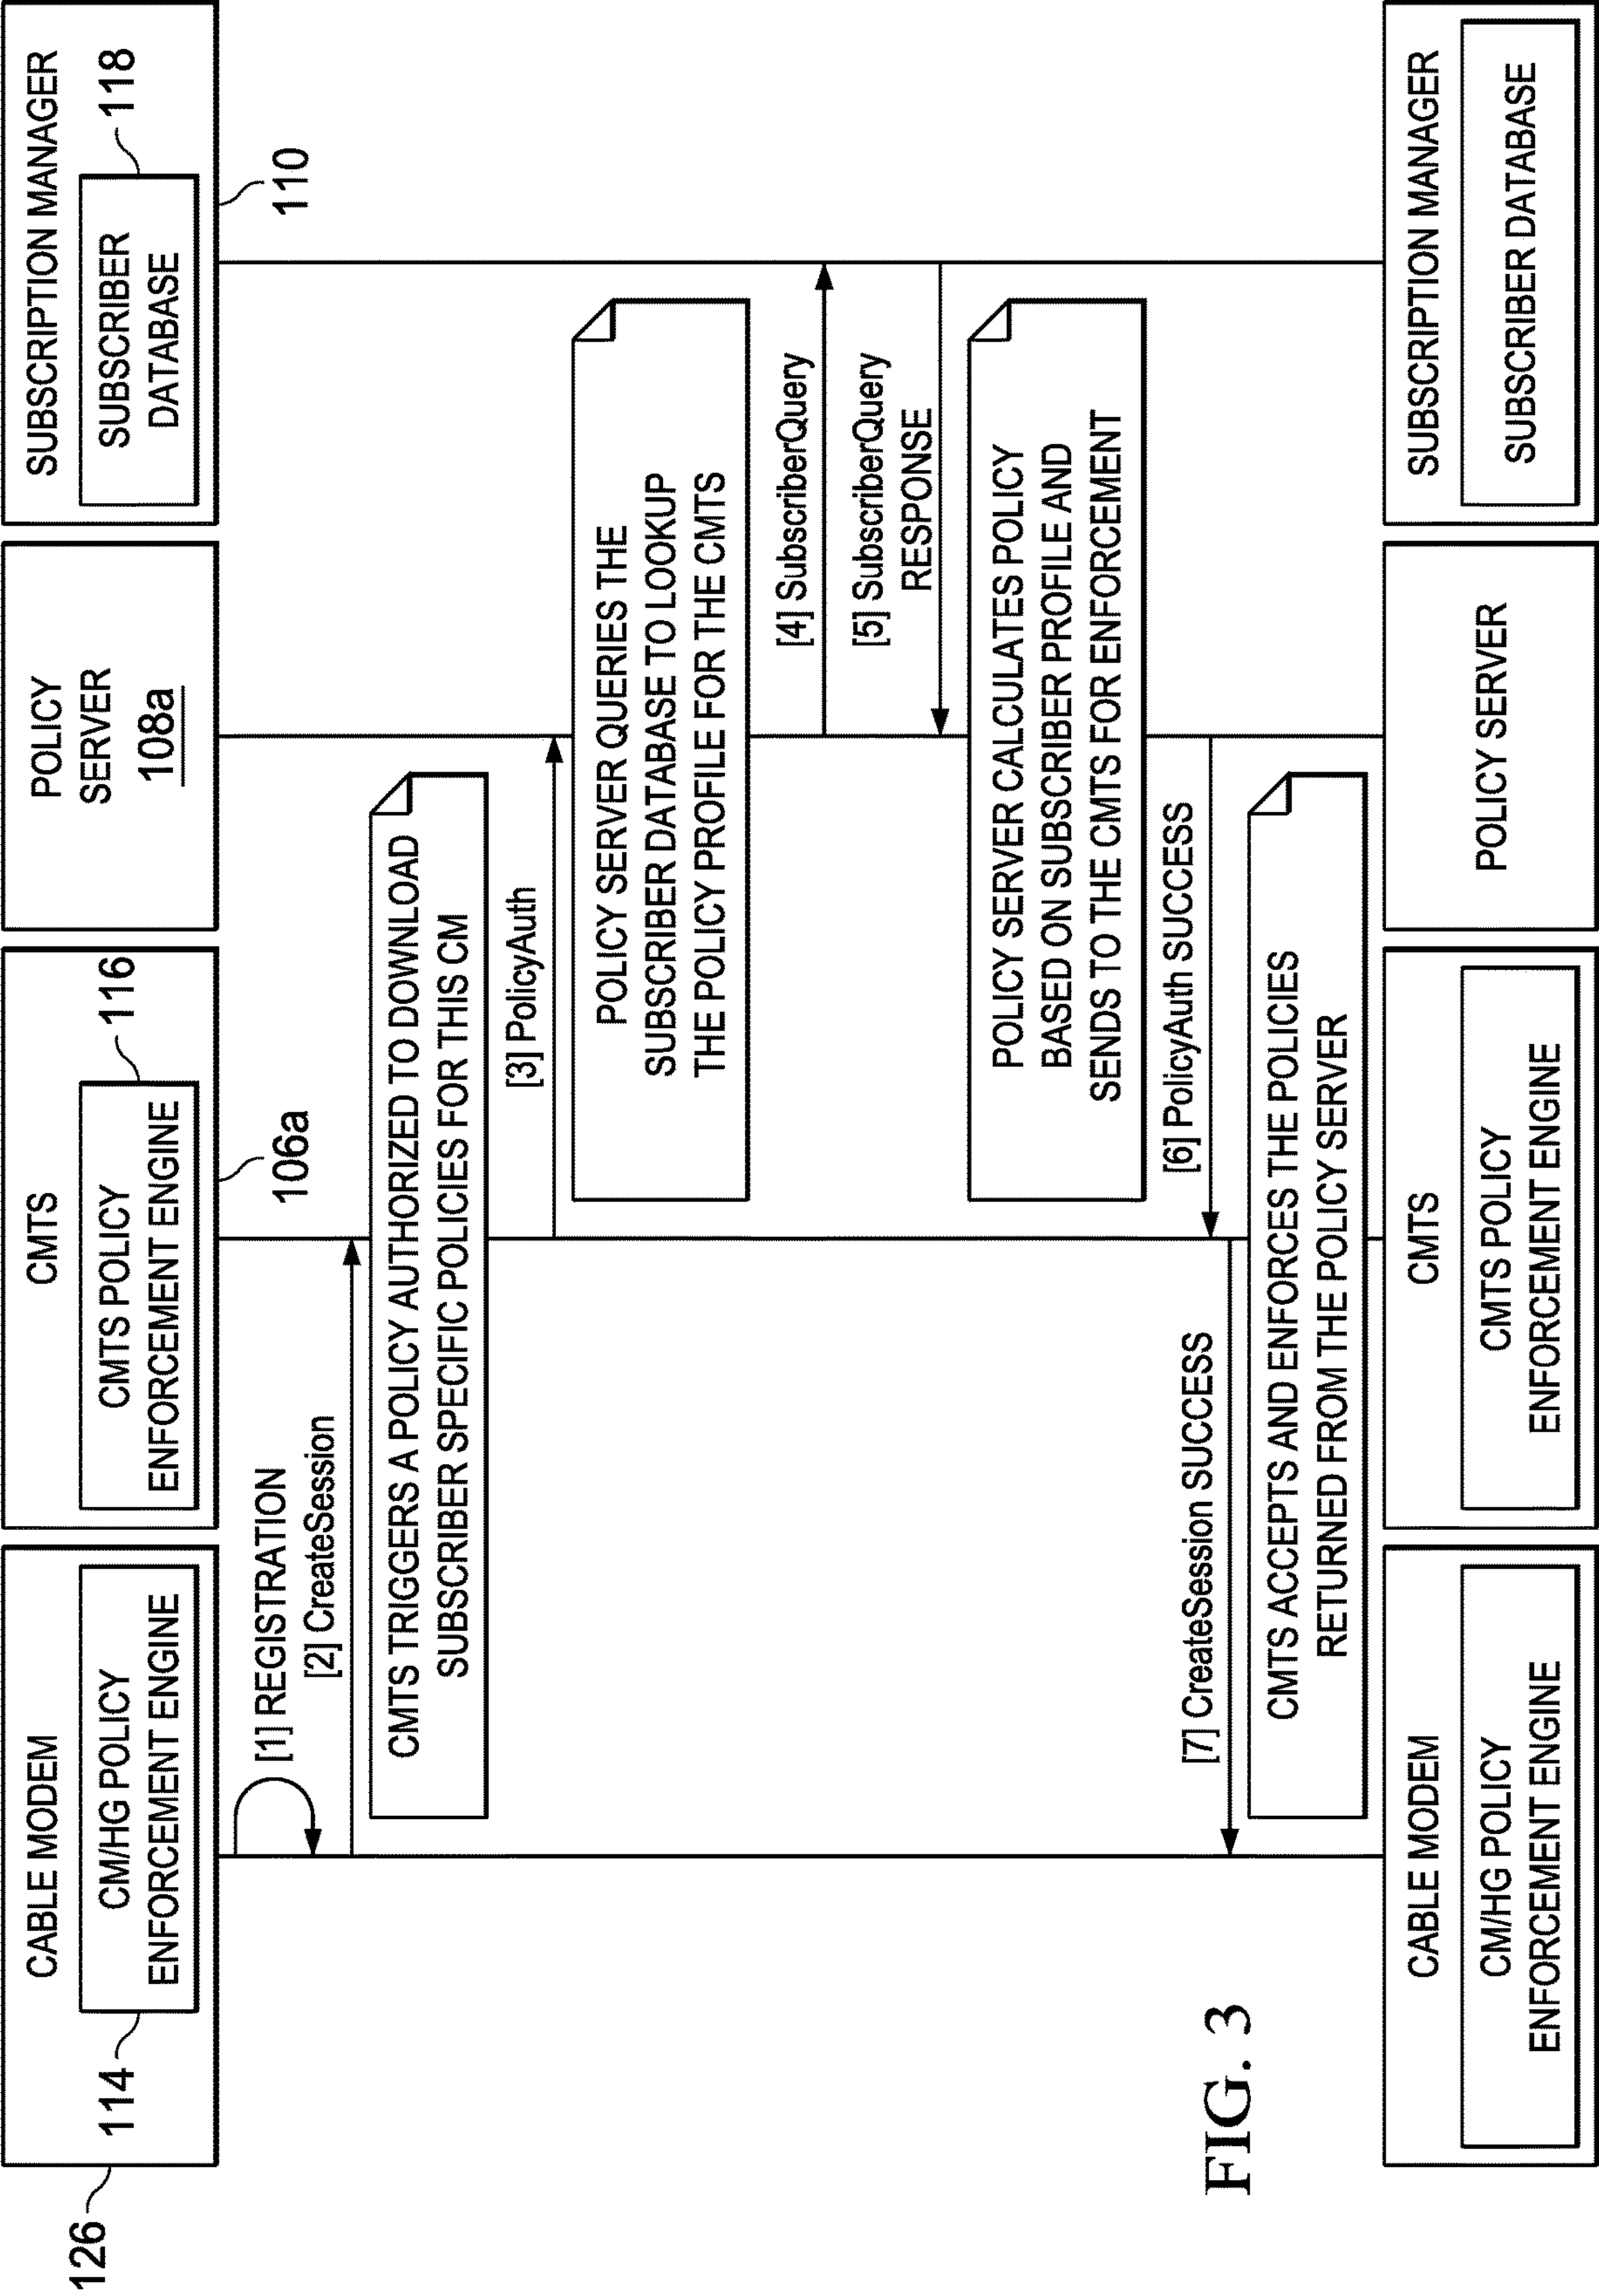 126
CABLE MODEM
114
CM/HG POLICY
ENFORCEMENT ENGINE
CMTS
CMTS POLICY
ENFORCEMENT ENGINE
116
106a
POLICY
SERVER
108a
SUBSCRIPTION MANAGER
SUBSCRIBER
DATABASE
118
110
[1] REGISTRATION
[2] CreateSession
CMTS TRIGGERS A POLICY AUTHORIZED TO DOWNLOAD
SUBSCRIBER SPECIFIC POLICIES FOR THIS CM
[3] PolicyAuth
POLICY SERVER QUERIES THE
SUBSCRIBER DATABASE TO LOOKUP
THE POLICY PROFILE FOR THE CMTS
[4] SubscriberQuery
[5] SubscriberQuery
RESPONSE
POLICY SERVER CALCULATES POLICY
BASED ON SUBSCRIBER PROFILE AND
SENDS TO THE CMTS FOR ENFORCEMENT
[6] PolicyAuth SUCCESS
[7] CreateSession SUCCESS
CMTS ACCEPTS AND ENFORCES THE POLICIES
RETURNED FROM THE POLICY SERVER
CABLE MODEM
CM/HG POLICY
ENFORCEMENT ENGINE
CMTS
CMTS POLICY
ENFORCEMENT ENGINE
POLICY SERVER
SUBSCRIPTION MANAGER
SUBSCRIBER DATABASE
FIG. 3